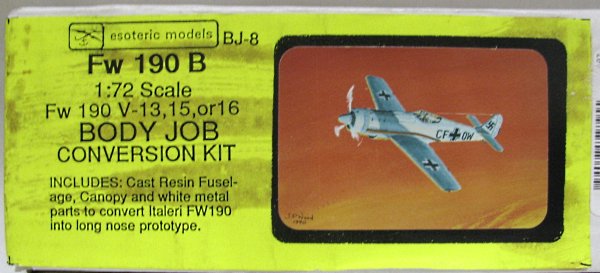 esoteric models BJ-8
Fw 190 B
1:72 Scale
Fw 190 V-13,15,or16
BODY JOB
CONVERSION KIT
INCLUDES: Cast Resin Fusel-
age, Canopy and white metal
parts to convert Italeri FW190
into long nose prototype.
CF OW